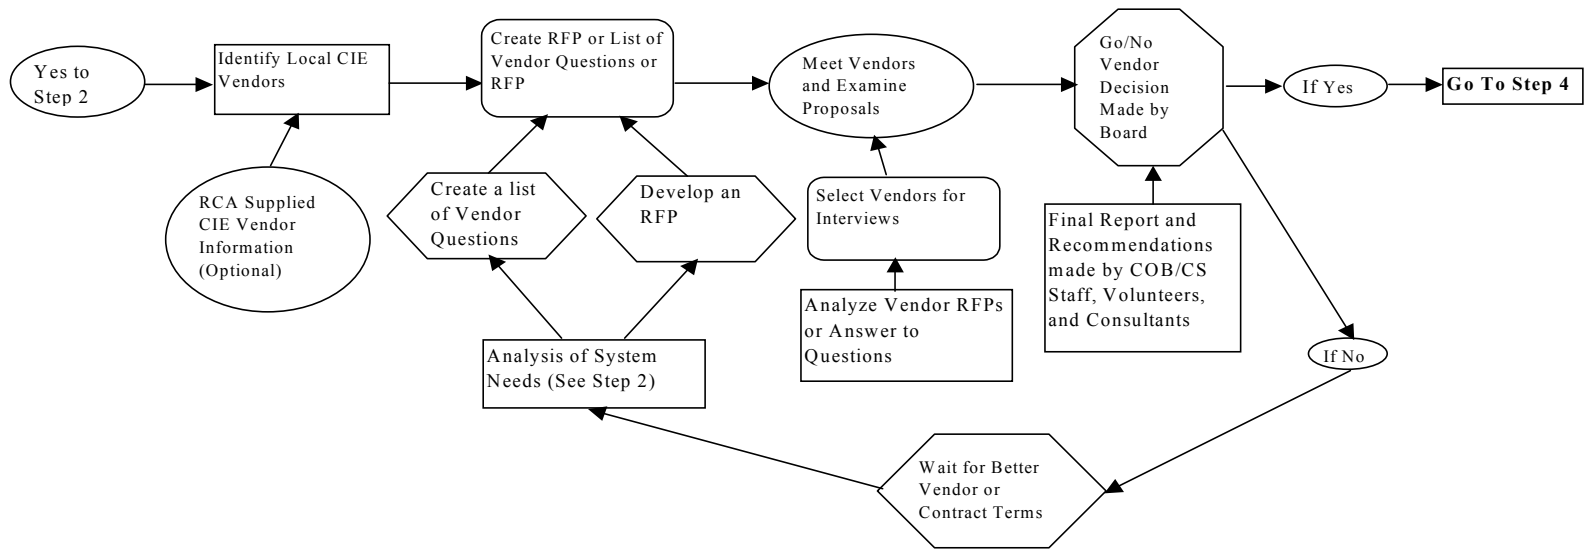 Yes to
Step 2
Identify Local CIE
Vendors
Create RFP or List of
Vendor Questions or
RFP
Meet Vendors
and Examine
Proposals
Go/No
Vendor
Decision
Made by
Board
If Yes
Go To Step 4
RCA Supplied
CIE Vendor
Information
(Optional)
Create a list
of Vendor
Questions
Develop an
RFP
Select Vendors for
Interviews
Final Report and
Recommendations
made by COB/CS
Staff, Volunteers,
and Consultants
Analyze Vendor RFPs
or Answer to
Questions
Analysis of System
Needs (See Step 2)
If No
Wait for Better
Vendor or
Contract Terms